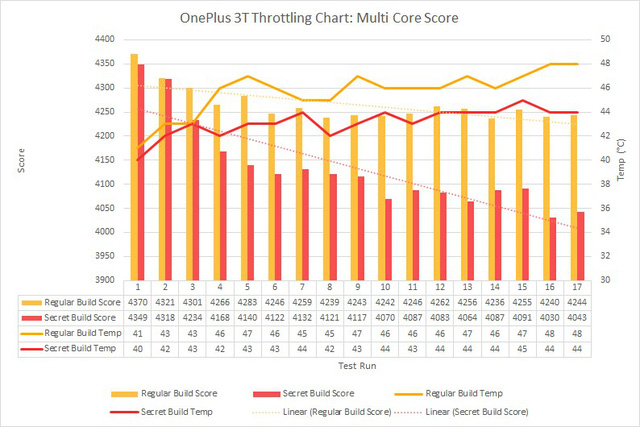 OnePlus 3T Throttling Chart: Multi Core Score
4400
4350
4300
4250
4200
4150
4100
4050
4000
3950
3900
Score
50
48
46
44
42
40
38
36
34
32
30
Temp (°C)
1 2 3 4 5 6 7 8 9 10 11 12 13 14 15 16 17
Regular Build Score 4370 4321 4301 4266 4283 4246 4259 4239 4243 4242 4246 4262 4256 4236 4255 4240 4244
Secret Build Score 4349 4318 4234 4168 4140 4122 4132 4121 4117 4070 4087 4083 4064 4087 4091 4030 4043
Regular Build Temp 41 43 43 46 47 46 45 45 47 46 46 46 47 46 47 48 48
Secret Build Temp 40 42 43 42 43 43 44 42 43 44 43 44 44 44 45 44 44
Test Run
Regular Build Score Secret Build Score Regular Build Temp
Secret Build Temp Linear (Regular Build Score) Linear (Secret Build Score)